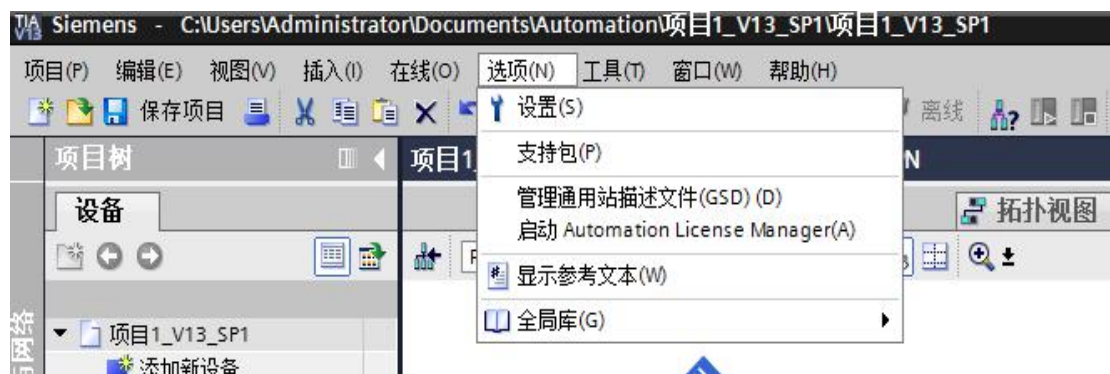 TIA V13 Siemens - C:\Users\Administrator\Documents\Automation\项目1_V13_SP1\项目1_V13_SP1
项目(P) 编辑(E) 视图(V) 插入(I) 在线(O) 选项(N) 工具(T) 窗口(W) 帮助(H)
保存项目 离线
设置(S)
支持包(P)
管理通用站描述文件(GSD) (D)
启动 Automation License Manager(A)
显示参考文本(W)
全局库(G)
项目树
项目1
设备
拓扑视图
项目1_V13_SP1
添加新设备